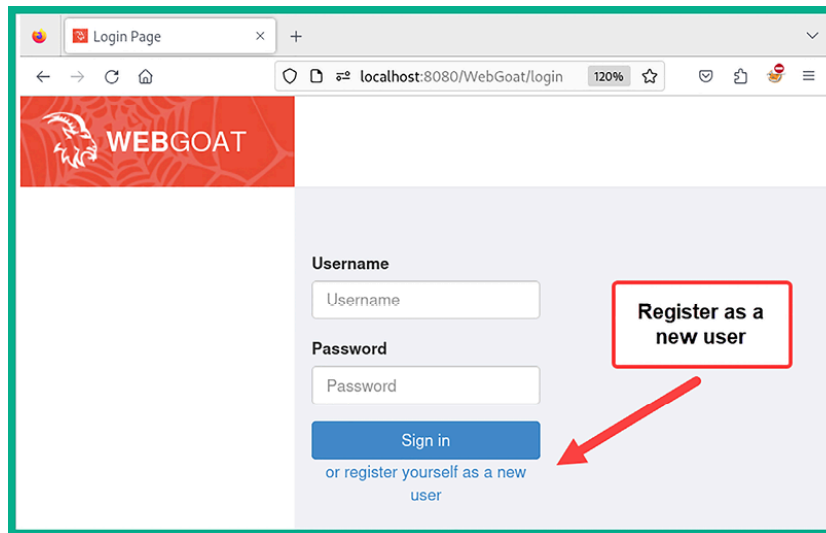 Login Page
localhost:8080/WebGoat/login 120%
WEBGOAT
Username
Username
Register as a
new user
Password
Password
Sign in
or register yourself as a new
user